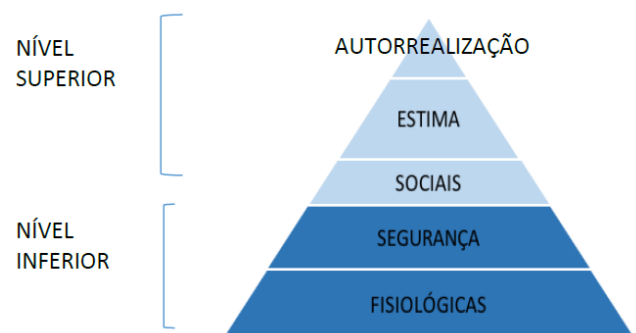 NÍVEL
SUPERIOR
AUTORREALIZAÇÃO
ESTIMA
SOCIAIS
NÍVEL
INFERIOR
SEGURANÇA
FISIOLÓGICAS